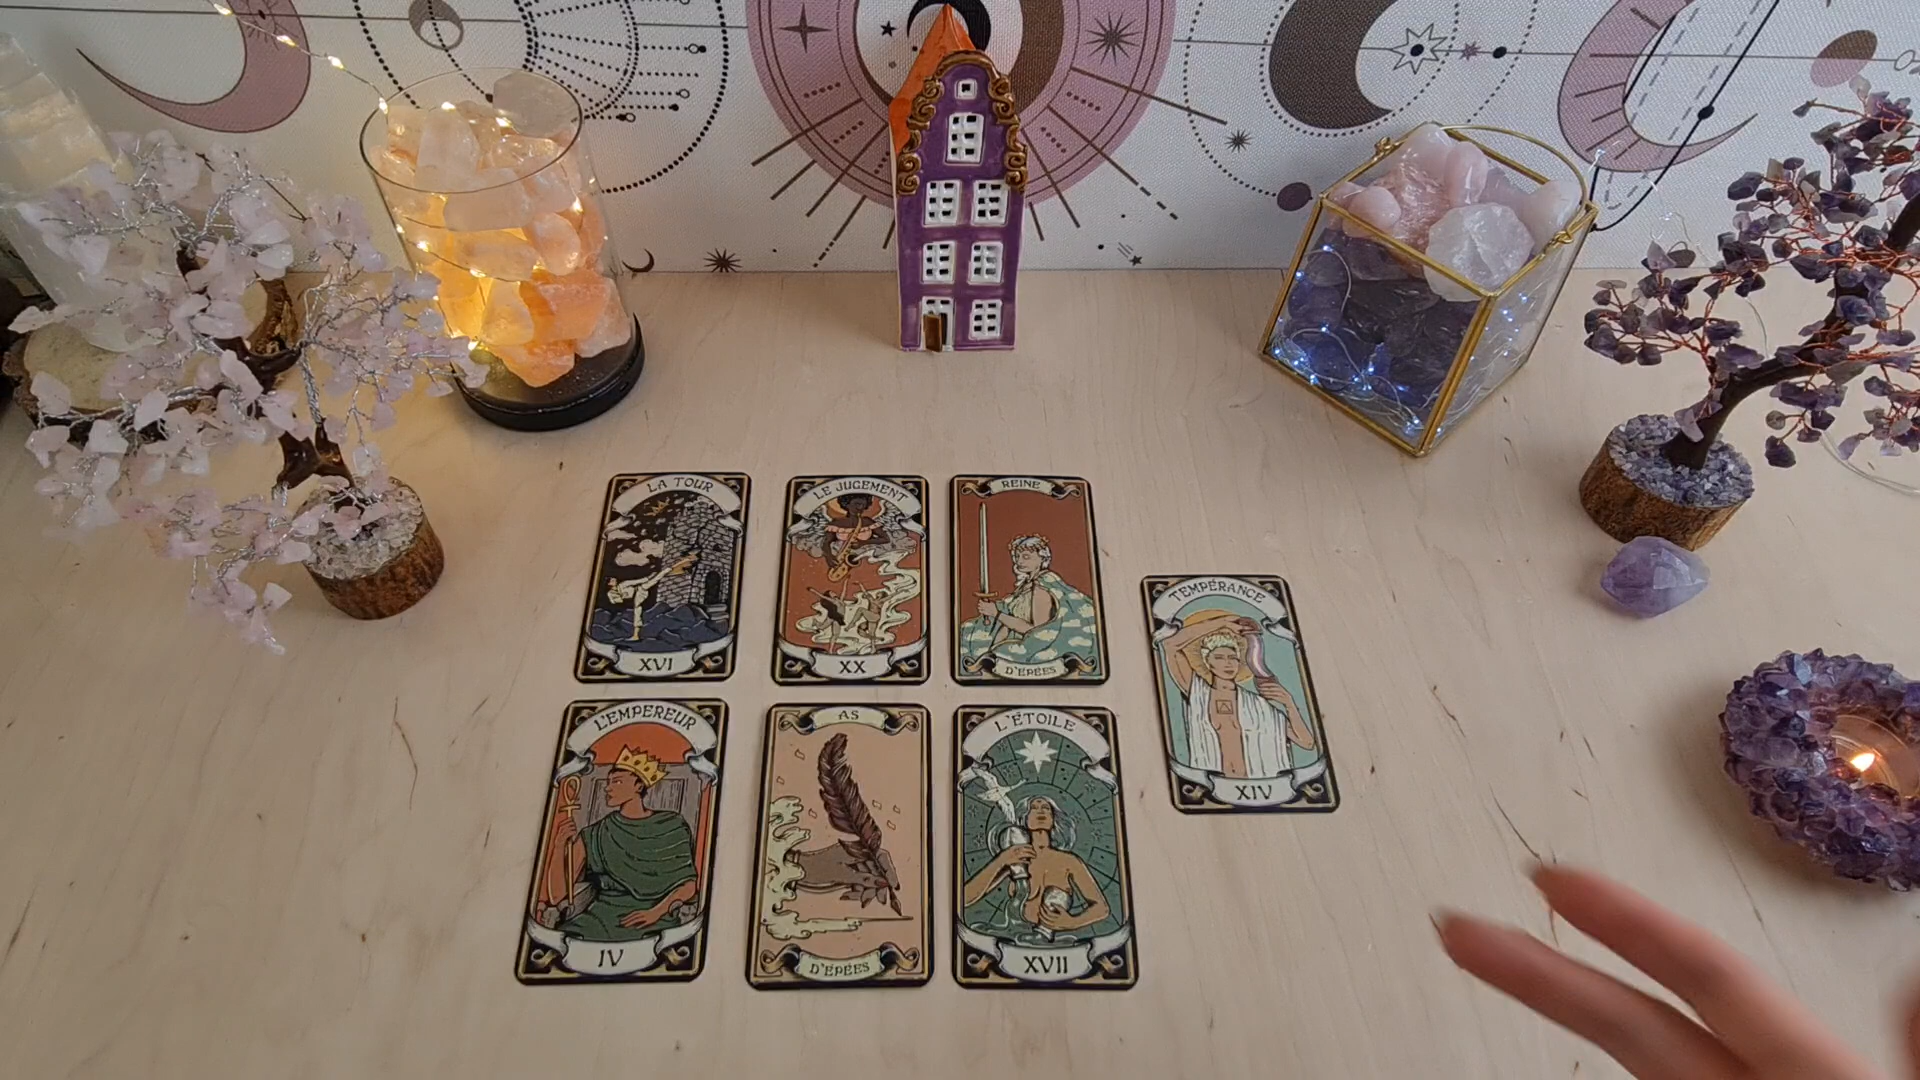 LA TOUR
XVI
LE JUGEMENT
XX
REINE
D'ÉPÉES
TEMPÉRANCE
XIV
L'EMPEREUR
IV
AS
D'ÉPÉES
L'ÉTOILE
XVII